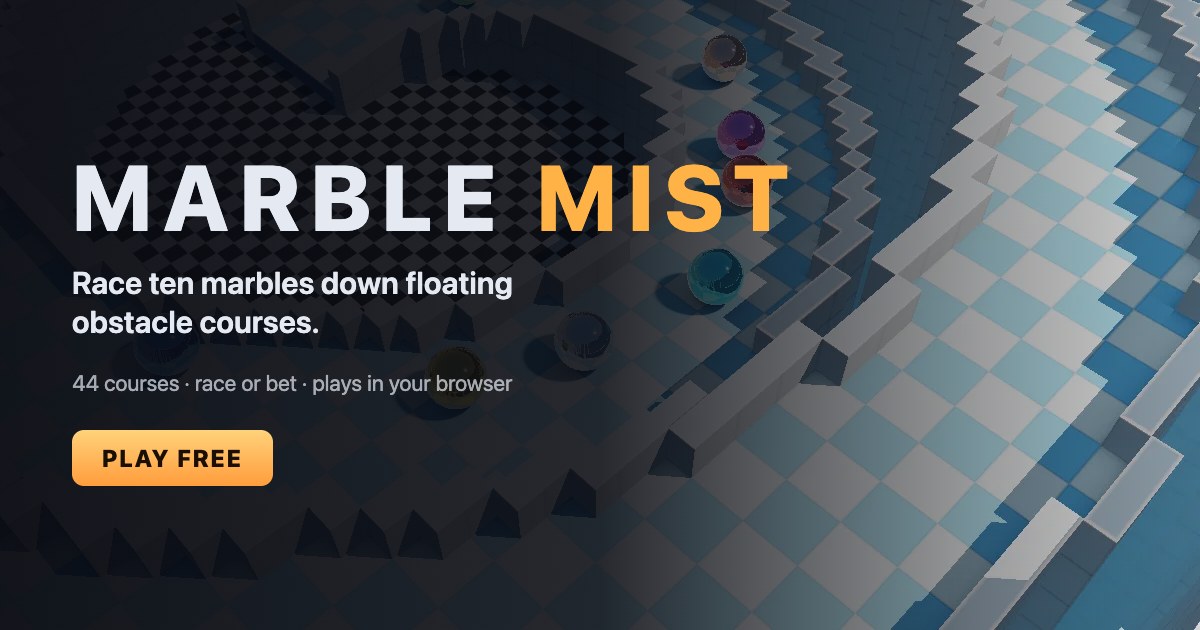 MARBLE MIST
Race ten marbles down floating
obstacle courses.
44 courses · race or bet · plays in your browser
PLAY FREE